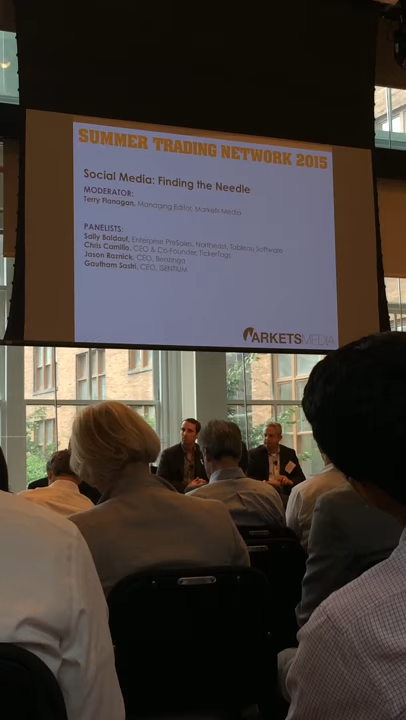 SUMMER TRADING NETWORK 2015
Social Media: Finding the Needle
MODERATOR:
Terry Flanagan, Managing Editor, Markets Media
PANELISTS:
Sally Baldauf, Enterprise PreSales, Northeast, Tableau Software
Chris Camillo, CEO & Co-Founder, TickerTags
Jason Raznick, CEO, Benzinga
Gautham Sastri, CEO, iSENTIUM
MARKETSMEDIA